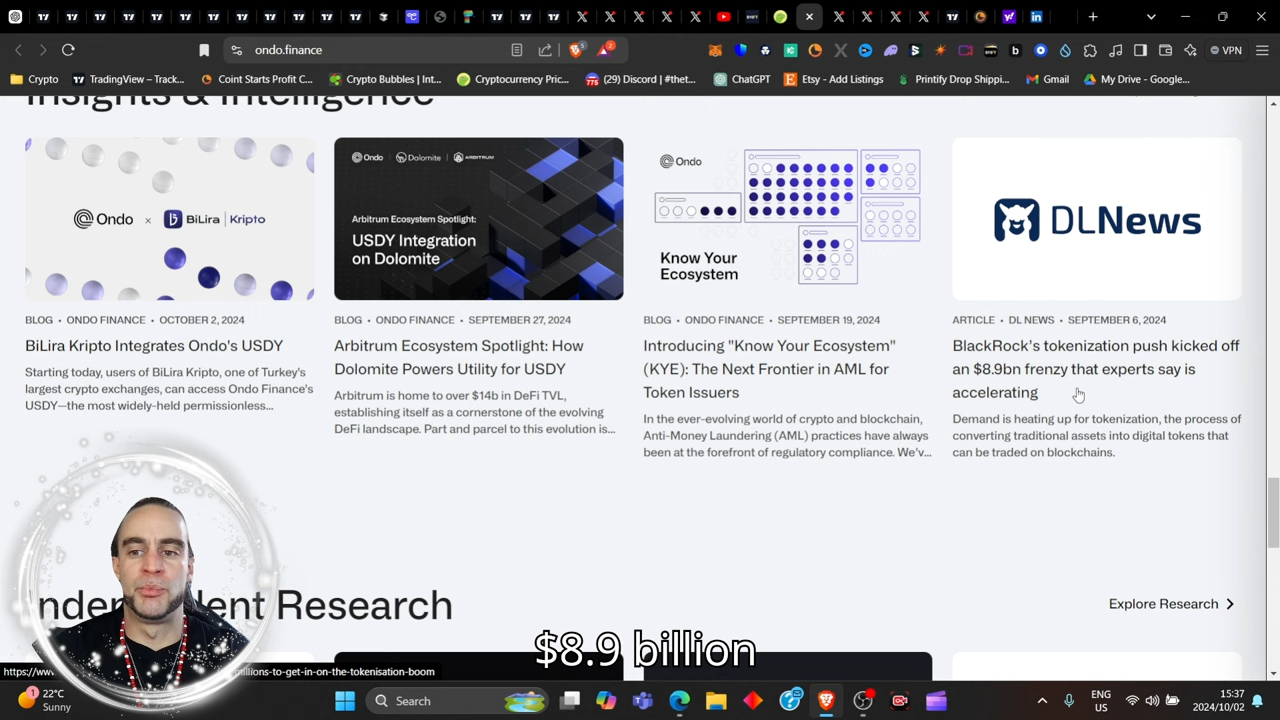 ondo.finance
VPN
Crypto
TradingView – Track...
Coint Starts Profit C...
Crypto Bubbles | Int...
Cryptocurrency Pric...
(29) Discord | #thet...
ChatGPT
Etsy - Add Listings
Printify Drop Shippi...
Gmail
My Drive - Google...
Insights & Intelligence
Ondo × BiLira | Kripto
Ondo | Dolomite | ARBITRUM
Arbitrum Ecosystem Spotlight:
USDY Integration
on Dolomite
Ondo
Know Your
Ecosystem
DLNews
BLOG • ONDO FINANCE • OCTOBER 2, 2024
BiLira Kripto Integrates Ondo's USDY
Starting today, users of BiLira Kripto, one of Turkey's
largest crypto exchanges, can access Ondo Finance's
USDY—the most widely-held permissionless...
BLOG • ONDO FINANCE • SEPTEMBER 27, 2024
Arbitrum Ecosystem Spotlight: How
Dolomite Powers Utility for USDY
Arbitrum is home to over $14b in DeFi TVL,
establishing itself as a cornerstone of the evolving
DeFi landscape. Part and parcel to this evolution is...
BLOG • ONDO FINANCE • SEPTEMBER 19, 2024
Introducing "Know Your Ecosystem"
(KYE): The Next Frontier in AML for
Token Issuers
In the ever-evolving world of crypto and blockchain,
Anti-Money Laundering (AML) practices have always
been at the forefront of regulatory compliance. We'v...
ARTICLE • DL NEWS • SEPTEMBER 6, 2024
BlackRock's tokenization push kicked off
an $8.9bn frenzy that experts say is
accelerating
Demand is heating up for tokenization, the process of
converting traditional assets into digital tokens that
can be traded on blockchains.
Research
Explore Research
$8.9 billion
https://ww
millions-to-get-in-on-the-tokenisation-boom
22°C
Sunny
Search
ENG
WIFI
15:37
2024/10/02